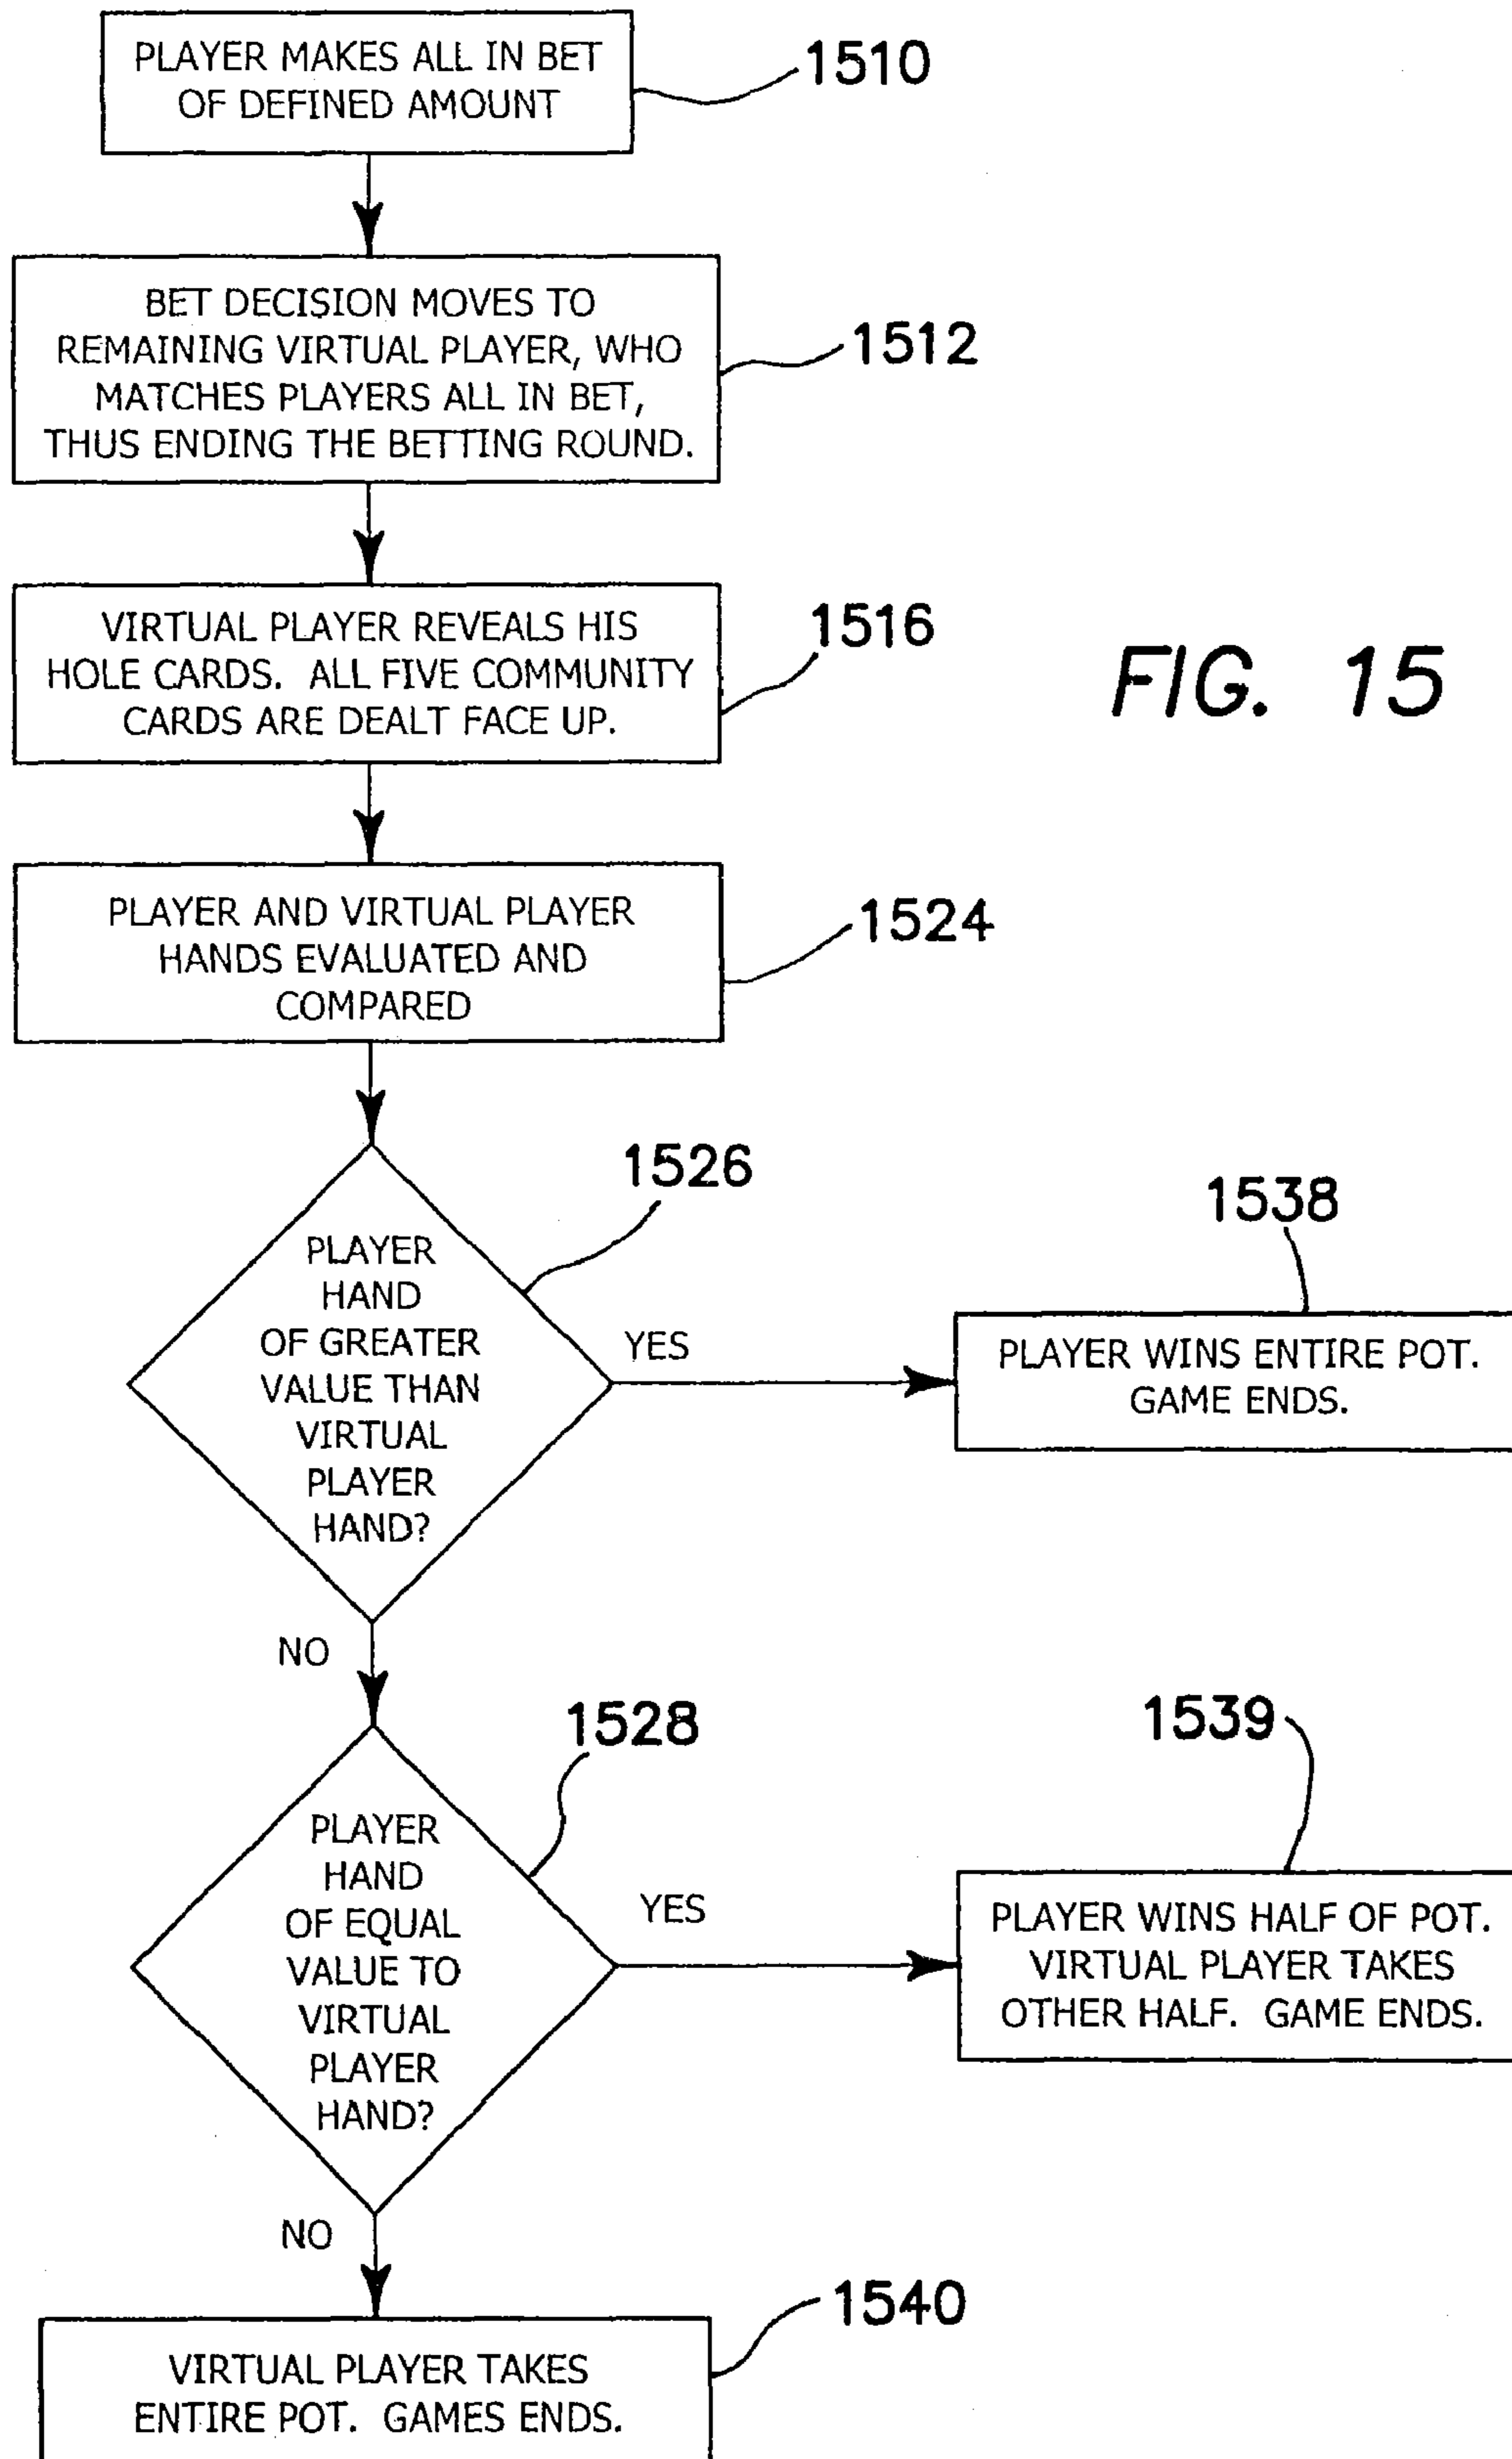 PLAYER MAKES ALL IN BET
OF DEFINED AMOUNT
1510
BET DECISION MOVES TO
REMAINING VIRTUAL PLAYER, WHO
MATCHES PLAYERS ALL IN BET,
THUS ENDING THE BETTING ROUND.
1512
VIRTUAL PLAYER REVEALS HIS
HOLE CARDS. ALL FIVE COMMUNITY
CARDS ARE DEALT FACE UP.
1516
FIG. 15
PLAYER AND VIRTUAL PLAYER
HANDS EVALUATED AND
COMPARED
1524
PLAYER
HAND
OF GREATER
VALUE THAN
VIRTUAL
PLAYER
HAND?
1526
YES
1538
PLAYER WINS ENTIRE POT.
GAME ENDS.
NO
PLAYER
HAND
OF EQUAL
VALUE TO
VIRTUAL
PLAYER
HAND?
1528
YES
1539
PLAYER WINS HALF OF POT.
VIRTUAL PLAYER TAKES
OTHER HALF. GAME ENDS.
NO
VIRTUAL PLAYER TAKES
ENTIRE POT. GAMES ENDS.
1540